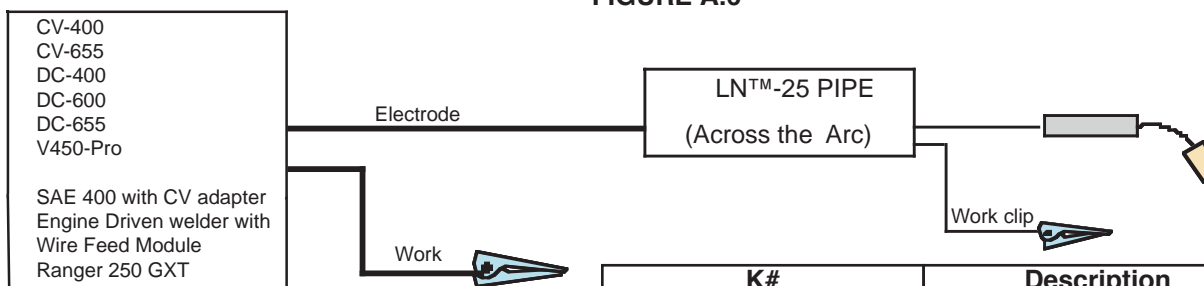 CV-400
CV-655
DC-400
DC-600
DC-655
V450-Pro
SAE 400 with CV adapter
Engine Driven welder with
Wire Feed Module
Ranger 250 GXT
Electrode
Work
LN™-25 PIPE
(Across the Arc)
Work clip
K# Description